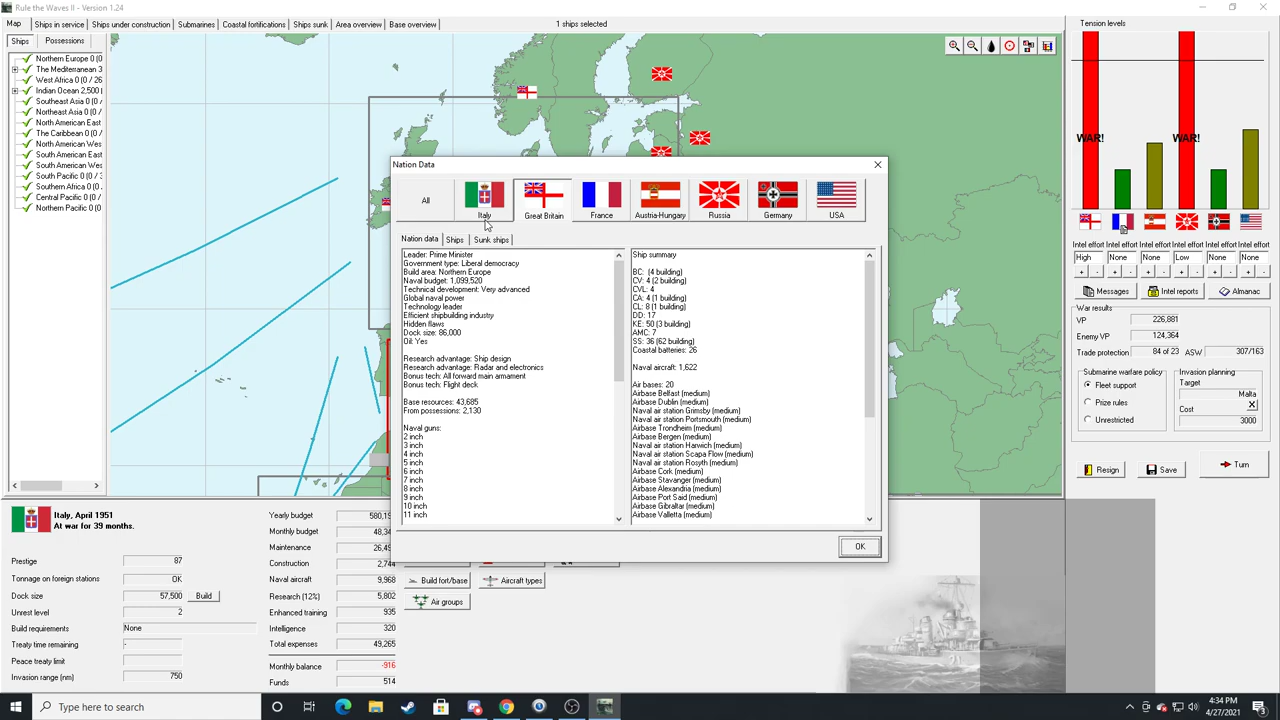 Rule the Waves II - Version 1.24
Map Ships in service Ships under construction Submarines Coastal fortifications Ships sunk Area overview Base overview
1 ships selected
Ships Possessions
Northern Europe 0 (0
The Mediterranean 3
West Africa 0 (0 / 26
Indian Ocean 2,500 (
Southeast Asia 0 (0 /
Northeast Asia 0 (0 /
North American East
The Caribbean 0 (0 /
North American Wes
South American East
South American Wes
South Pacific 0 (0 / 3
Southern Africa 0 (0
Central Pacific 0 (0 /
Northern Pacific 0 (0
Nation Data
All Italy Great Britain France Austria-Hungary Russia Germany USA
Nation data Ships Sunk ships
Leader: Prime Minister
Government type: Liberal democracy
Build area: Northern Europe
Naval budget: 1,099,520
Technical development: Very advanced
Global naval power
Technology leader
Efficient shipbuilding industry
Hidden flaws
Dock size: 86,000
Oil: Yes
Research advantage: Ship design
Research advantage: Radar and electronics
Bonus tech: All forward main armament
Bonus tech: Flight deck
Base resources: 43,685
From possessions: 2,130
Naval guns:
2 inch
3 inch
4 inch
5 inch
6 inch
7 inch
8 inch
9 inch
10 inch
11 inch
Ship summary
BC: (4 building)
CV: 4 (2 building)
CVL: 4
CA: 4 (1 building)
CL: 8 (1 building)
DD: 17
KE: 50 (3 building)
AMC: 7
SS: 36 (62 building)
Coastal batteries: 26
Naval aircraft: 1,622
Air bases: 20
Airbase Belfast (medium)
Airbase Dublin (medium)
Naval air station Grimsby (medium)
Naval air station Portsmouth (medium)
Airbase Trondheim (medium)
Airbase Bergen (medium)
Naval air station Harwich (medium)
Naval air station Scapa Flow (medium)
Naval air station Rosyth (medium)
Airbase Cork (medium)
Airbase Stavanger (medium)
Airbase Alexandria (medium)
Airbase Port Said (medium)
Airbase Gibraltar (medium)
Airbase Valletta (medium)
OK
Tension levels
WAR! WAR!
Intel effort Intel effort Intel effort Intel effort Intel effort Intel effort
High None None Low None None
+ - + - + - + - + - + -
Messages Intel reports Almanac
War results
VP 226,881
Enemy VP 124,364
Trade protection 84 of 23 ASW 307/163
Submarine warfare policy
Fleet support
Prize rules
Unrestricted
Invasion planning
Target
Malta
Cost
3000
Resign Save Turn
Italy, April 1951
At war for 39 months.
Prestige 87
Tonnage on foreign stations OK
Dock size 57,500 Build
Unrest level 2
Build requirements None
Treaty time remaining -
Peace treaty limit
Invasion range (nm) 750
Yearly budget 580,19
Monthly budget 48,34
Maintenance 26,49
Construction 2,744
Naval aircraft 9,968
Research (12%) 5,802
Enhanced training 935
Intelligence 320
Total expenses 49,265
Monthly balance -916
Funds 514
Build fort/base Aircraft types
Air groups
Type here to search
4:34 PM
4/27/2021